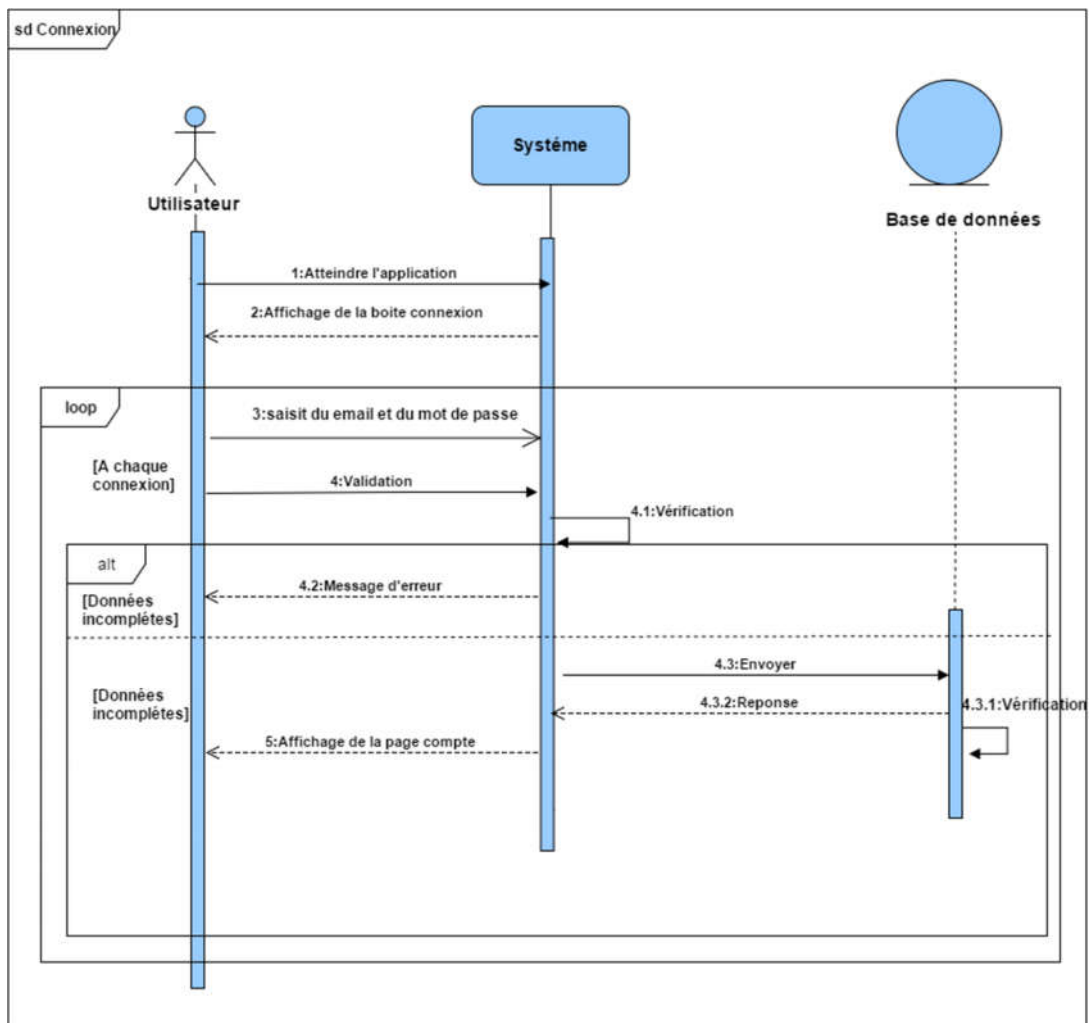 sd Connexion
Systéme
Utilisateur
Base de données
1:Atteindre l'application
2:Affichage de la boite connexion
loop
3:saisit du email et du mot de passe
[A chaque
connexion]
4:Validation
4.1:Vérification
alt
4.2:Message d'erreur
[Données
incomplétes]
4.3:Envoyer
[Données
incomplétes]
4.3.2:Reponse
4.3.1:Vérification
5:Affichage de la page compte